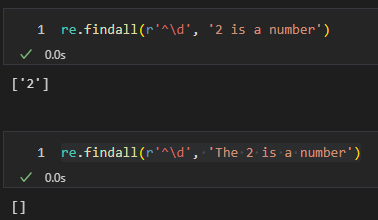 1 re.findall(r'^\d', '2 is a number')
0.0s
['2']
1 re.findall(r'^\d', 'The 2 is a number')
0.0s
[]